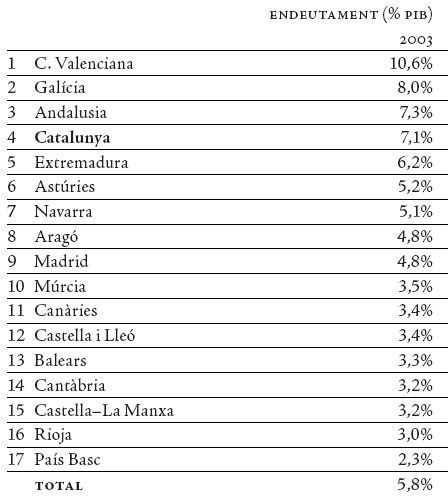 ENDEUTAMENT (% PIB)
2003
1 C. Valenciana 10,6%
2 Galícia 8,0%
3 Andalusia 7,3%
4 Catalunya 7,1%
5 Extremadura 6,2%
6 Astúries 5,2%
7 Navarra 5,1%
8 Aragó 4,8%
9 Madrid 4,8%
10 Múrcia 3,5%
11 Canàries 3,4%
12 Castella i Lleó 3,4%
13 Balears 3,3%
14 Cantàbria 3,2%
15 Castella–La Manxa 3,2%
16 Rioja 3,0%
17 País Basc 2,3%
TOTAL 5,8%